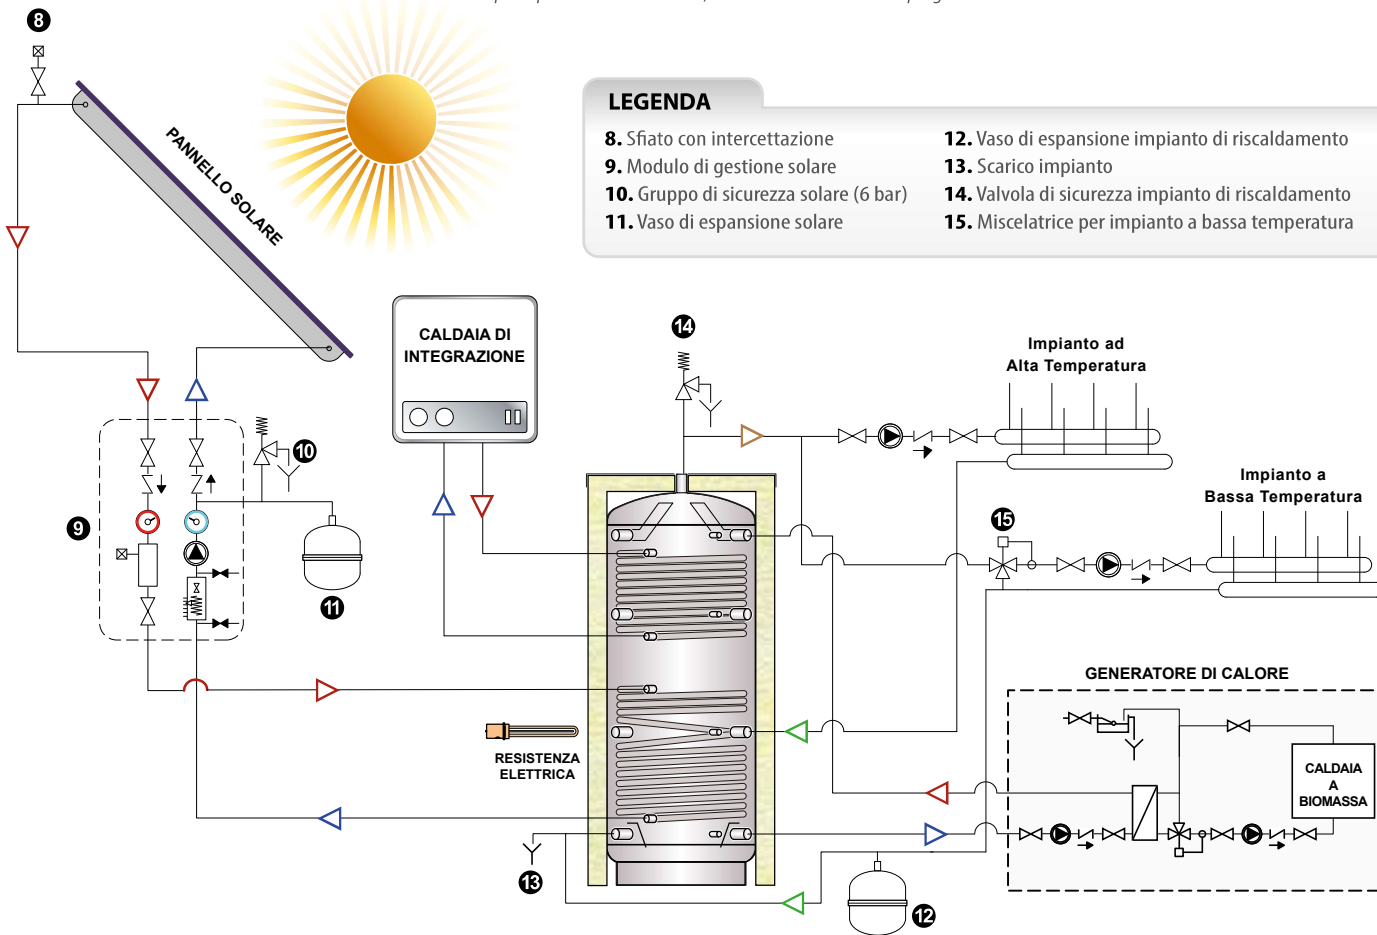 8
LEGENDA
8. Sfiato con intercettazione
9. Modulo di gestione solare
10. Gruppo di sicurezza solare (6 bar)
11. Vaso di espansione solare
12. Vaso di espansione impianto di riscaldamento
13. Scarico impianto
14. Valvola di sicurezza impianto di riscaldamento
15. Miscelatrice per impianto a bassa temperatura
PANNELLO SOLARE
CALDAIA DI
INTEGRAZIONE
14
Impianto ad
Alta Temperatura
10
9
11
Impianto a
Bassa Temperatura
15
RESISTENZA
ELETTRICA
GENERATORE DI CALORE
CALDAIA
A
BIOMASSA
13
12